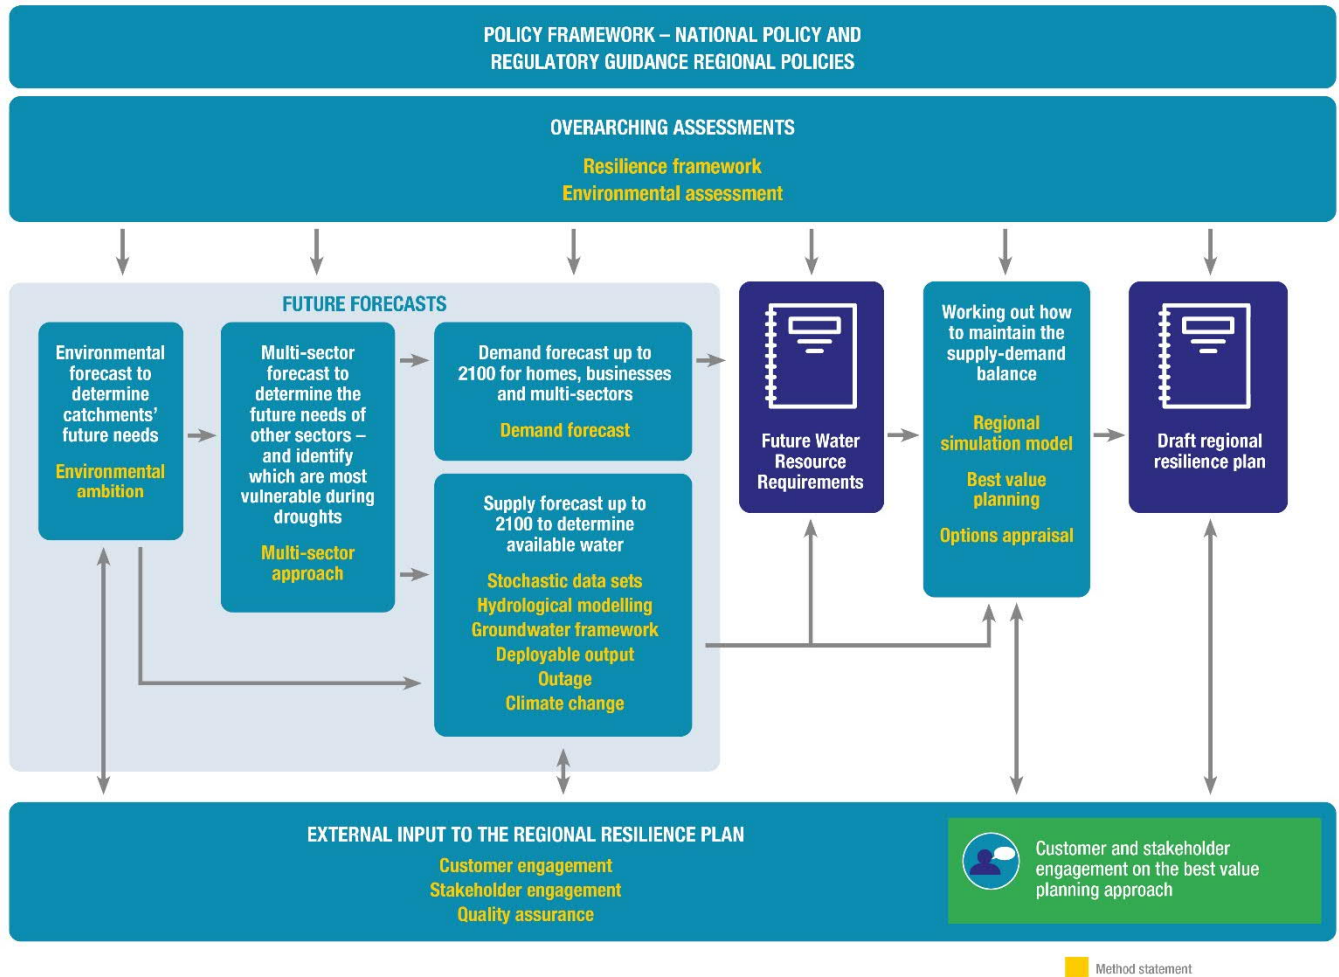 POLICY FRAMEWORK – NATIONAL POLICY AND
REGULATORY GUIDANCE REGIONAL POLICIES
OVERARCHING ASSESSMENTS
Resilience framework
Environmental assessment
FUTURE FORECASTS
Environmental
forecast to
determine
catchments’
future needs
Environmental
ambition
Multi-sector
forecast to
determine the
future needs of
other sectors –
and identify
which are most
vulnerable during
droughts
Multi-sector
approach
Demand forecast up to
2100 for homes, businesses
and multi-sectors
Demand forecast
Supply forecast up to
2100 to determine
available water
Stochastic data sets
Hydrological modelling
Groundwater framework
Deployable output
Outage
Climate change
Future Water
Resource
Requirements
Working out how
to maintain the
supply-demand
balance
Regional
simulation model
Best value
planning
Options appraisal
Draft regional
resilience plan
EXTERNAL INPUT TO THE REGIONAL RESILIENCE PLAN
Customer engagement
Stakeholder engagement
Quality assurance
Customer and stakeholder
engagement on the best value
planning approach
Method statement